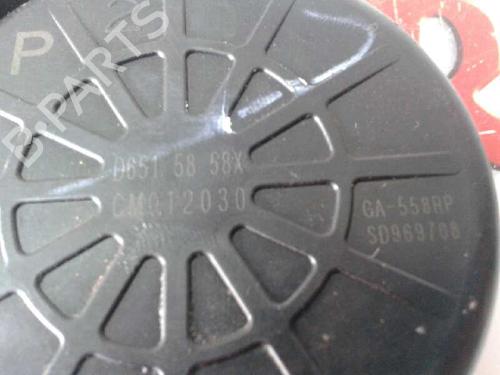 D651 58 58X
CM012030
GA-558RP
SD969708
P
B-PARTS